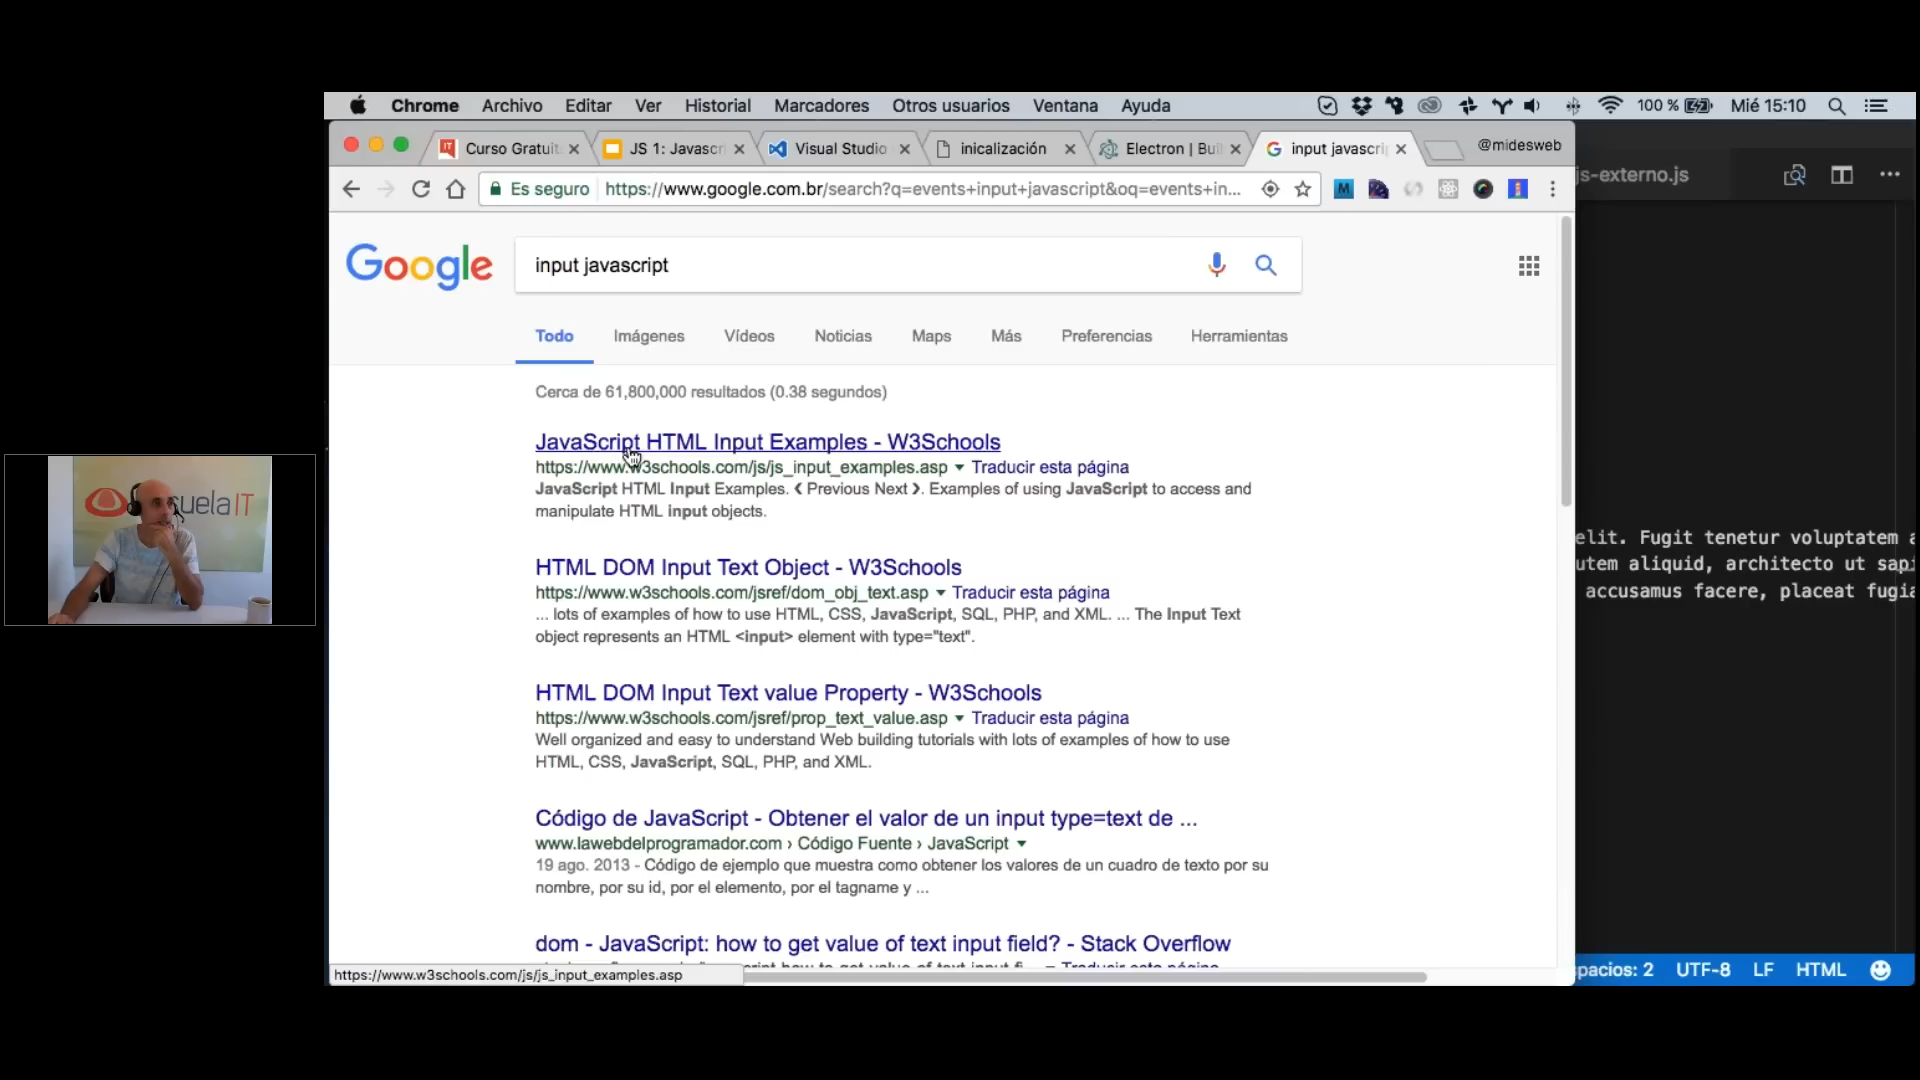 Chrome Archivo Editar Ver Historial Marcadores Otros usuarios Ventana Ayuda 100 % Mié 15:10
Curso Gratuit JS 1: Javascri Visual Studio inicalización Electron | Bui input javascri @midesweb
Es seguro https://www.google.com.br/search?q=events+input+javascript&oq=events+in...
js-externo.js
Google
input javascript
Todo Imágenes Vídeos Noticias Maps Más Preferencias Herramientas
Cerca de 61,800,000 resultados (0.38 segundos)
JavaScript HTML Input Examples - W3Schools
https://www.w3schools.com/js/js_input_examples.asp ▼ Traducir esta página
JavaScript HTML Input Examples. ❮ Previous Next ❯. Examples of using JavaScript to access and
manipulate HTML input objects.
HTML DOM Input Text Object - W3Schools
https://www.w3schools.com/jsref/dom_obj_text.asp ▼ Traducir esta página
... lots of examples of how to use HTML, CSS, JavaScript, SQL, PHP, and XML. ... The Input Text
object represents an HTML <input> element with type="text".
HTML DOM Input Text value Property - W3Schools
https://www.w3schools.com/jsref/prop_text_value.asp ▼ Traducir esta página
Well organized and easy to understand Web building tutorials with lots of examples of how to use
HTML, CSS, JavaScript, SQL, PHP, and XML.
Código de JavaScript - Obtener el valor de un input type=text de ...
www.lawebdelprogramador.com › Código Fuente › JavaScript ▼
19 ago. 2013 - Código de ejemplo que muestra como obtener los valores de un cuadro de texto por su
nombre, por su id, por el elemento, por el tagname y ...
dom - JavaScript: how to get value of text input field? - Stack Overflow
https://www.w3schools.com/js/js_input_examples.asp
elit. Fugit tenetur voluptatem a
utem aliquid, architecto ut sapi
accusamus facere, placeat fugia
pacios: 2 UTF-8 LF HTML
uelaIT